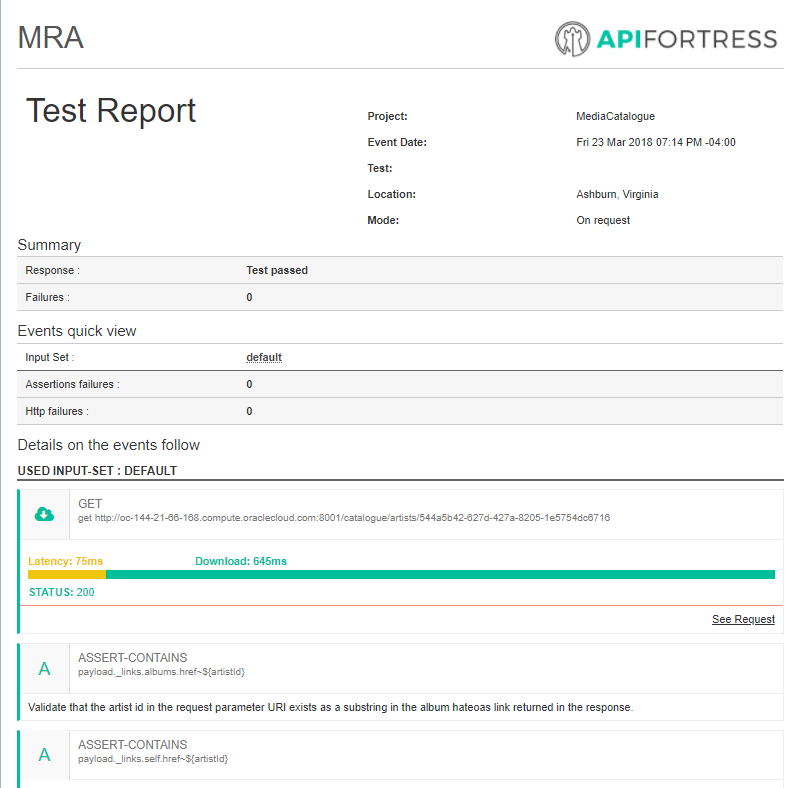 MRA
APIFORTRESS
Test Report
Project: MediaCatalogue
Event Date: Fri 23 Mar 2018 07:14 PM -04:00
Test:
Location: Ashburn, Virginia
Mode: On request
Summary
Response : Test passed
Failures : 0
Events quick view
Input Set : default
Assertions failures : 0
Http failures : 0
Details on the events follow
USED INPUT-SET : DEFAULT
GET
get http://oc-144-21-66-168.compute.oraclecloud.com:8001/catalogue/artists/544a5b42-627d-427a-8205-1e5754dc6716
Latency: 75ms Download: 645ms
STATUS: 200
See Request
A ASSERT-CONTAINS
payload._links.albums.href~${artistId}
Validate that the artist id in the request parameter URI exists as a substring in the album hateoas link returned in the response.
A ASSERT-CONTAINS
payload._links.self.href~${artistId}